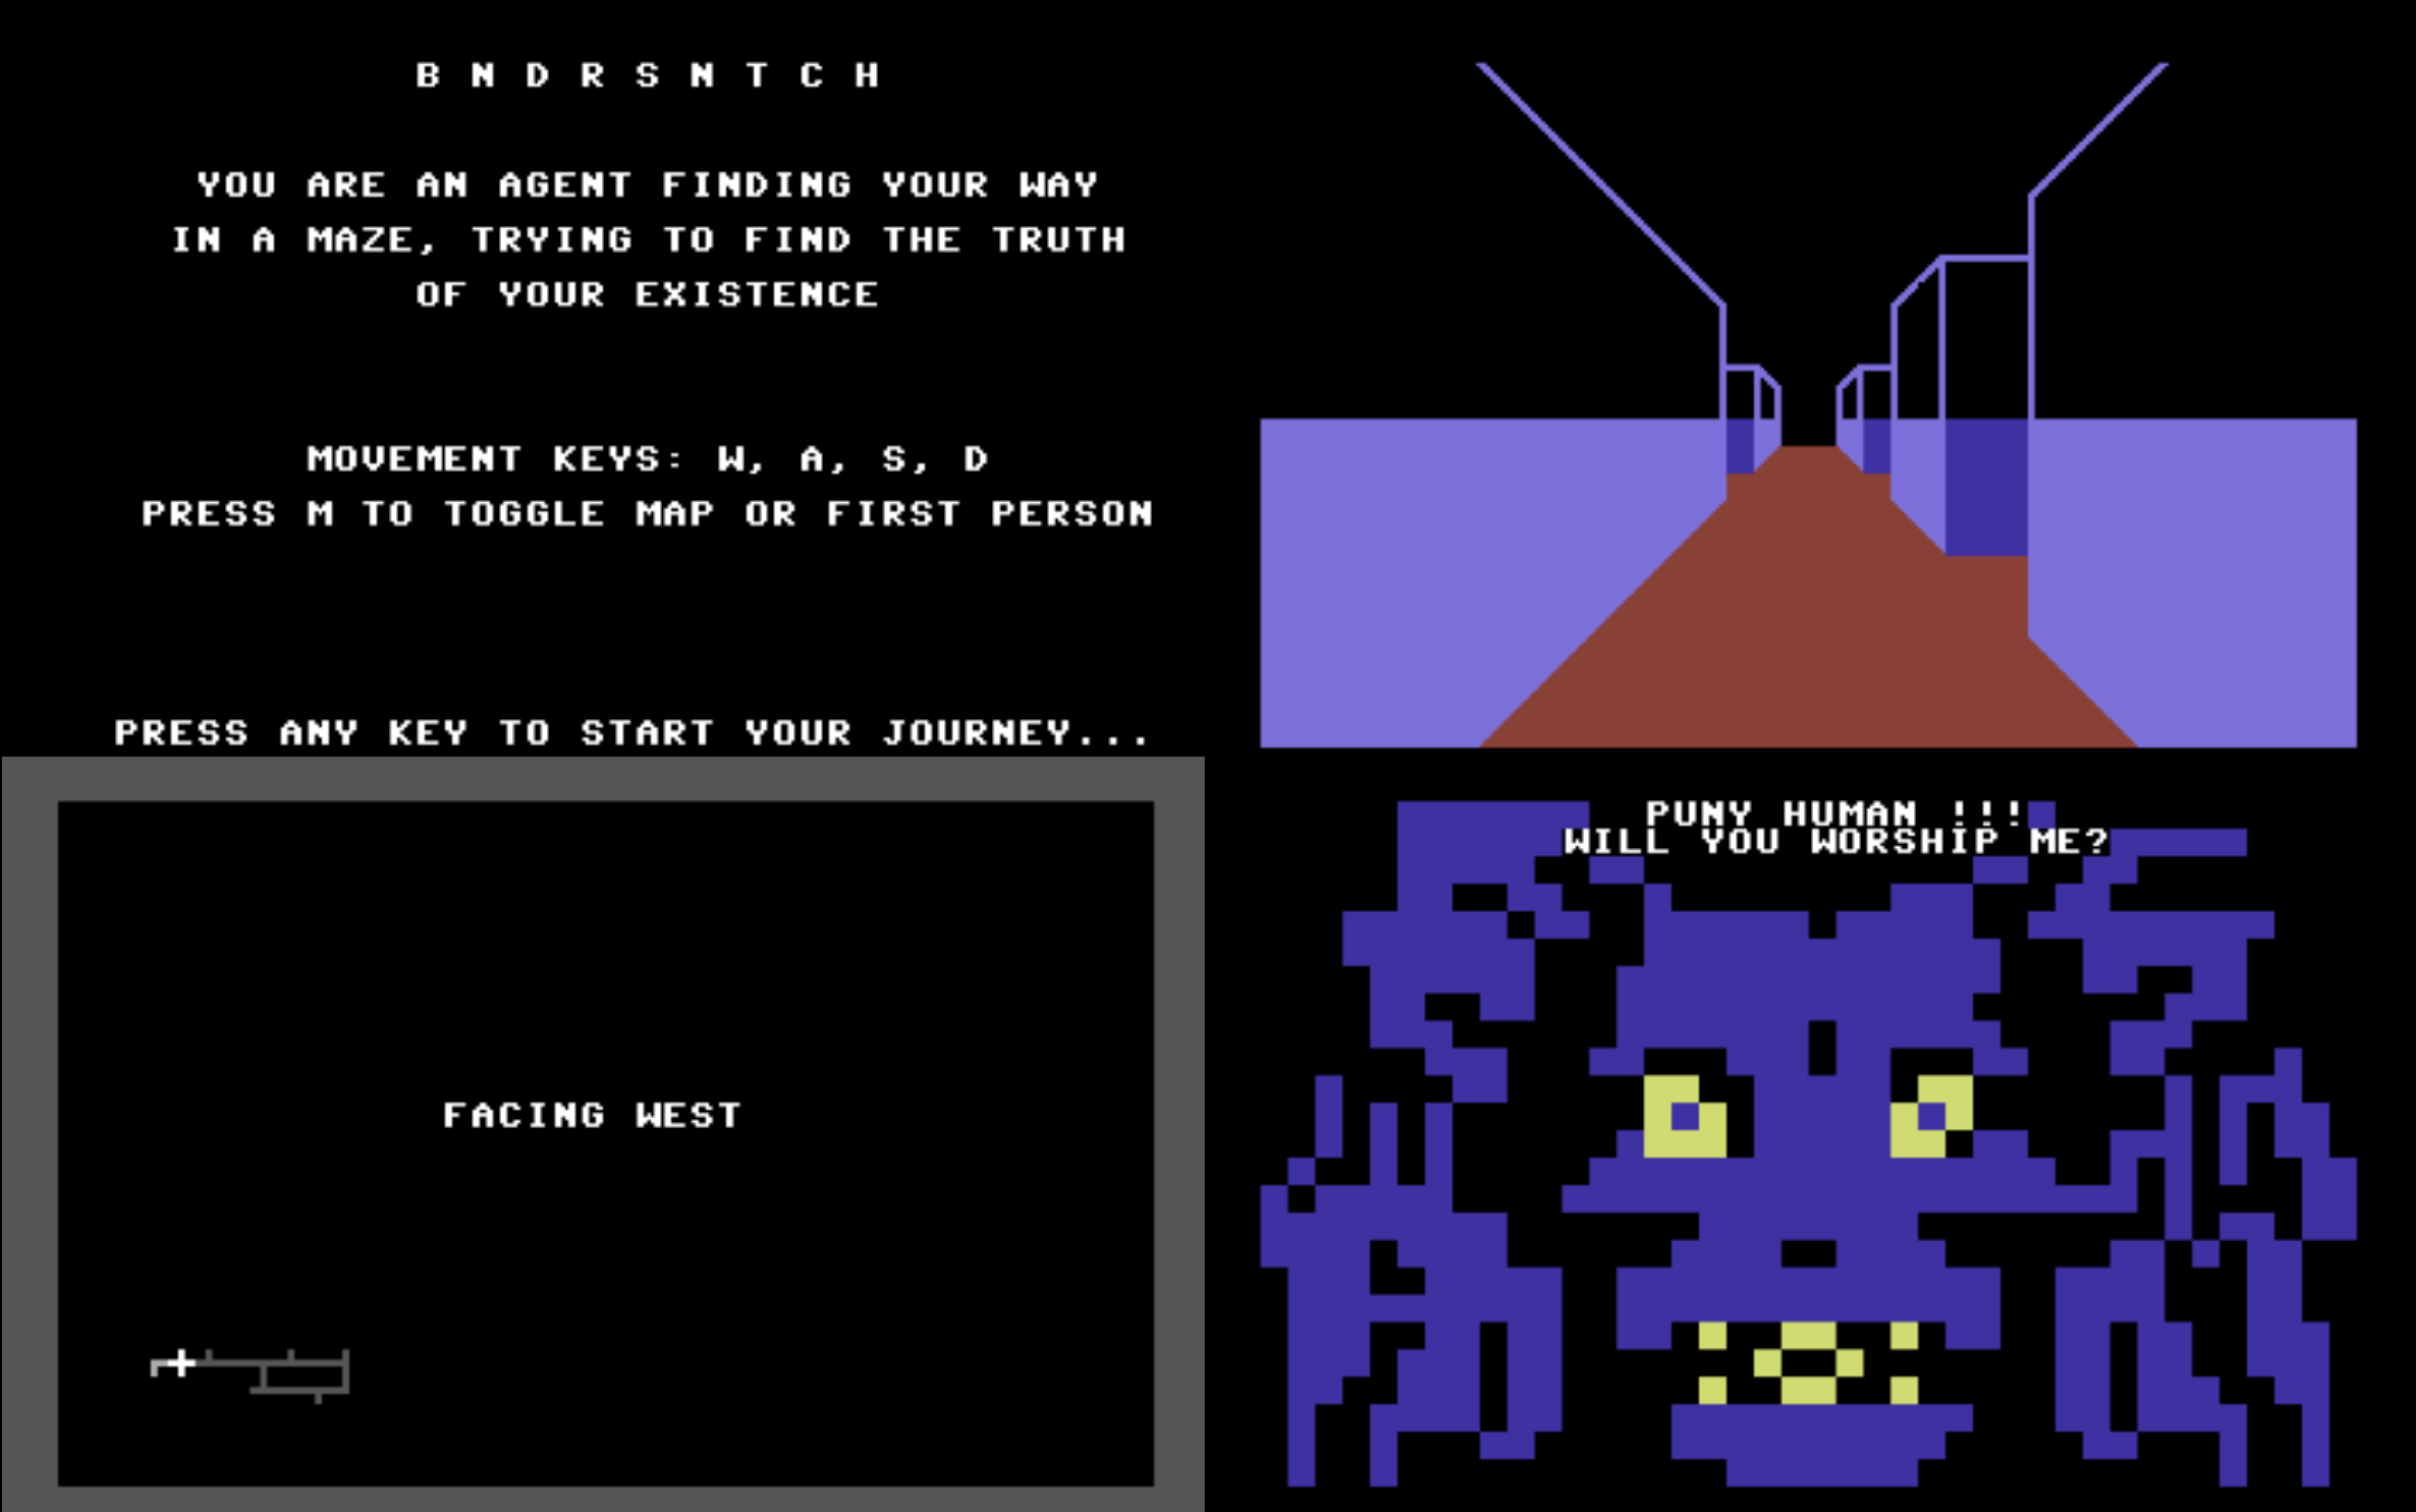 B N D R S N T C H
YOU ARE AN AGENT FINDING YOUR WAY
IN A MAZE, TRYING TO FIND THE TRUTH
OF YOUR EXISTENCE
MOVEMENT KEYS: W, A, S, D
PRESS M TO TOGGLE MAP OR FIRST PERSON
PRESS ANY KEY TO START YOUR JOURNEY...
FACING WEST
PUNY HUMAN !!!
WILL YOU WORSHIP ME?